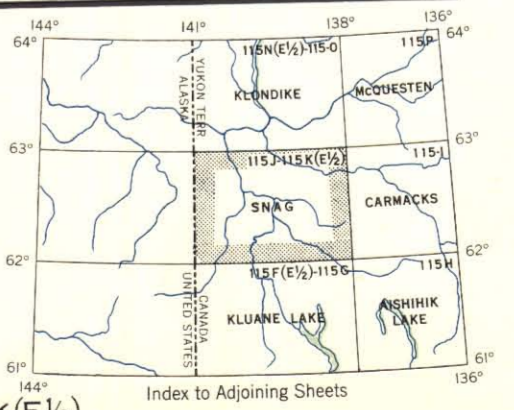 144°
141°
138°
136°
64°
64°
115N(E½)-115-O
115P
YUKON TERR
ALASKA
KLONDIKE
McQUESTEN
63°
63°
115J-115K(E½)
115-I
SNAG
CARMACKS
62°
62°
115F(E½)-115G
115H
CANADA
UNITED STATES
KLUANE LAKE
AISHIHIK
LAKE
61°
61°
144°
136°
Index to Adjoining Sheets
(E½)